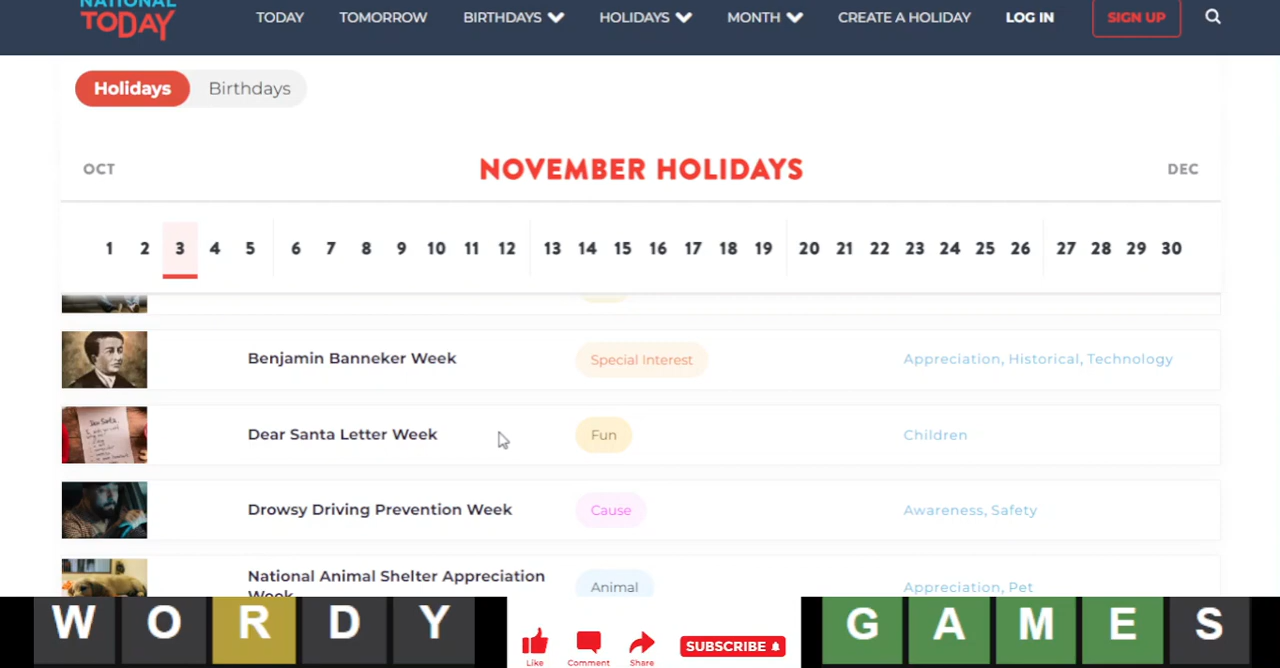 NATIONAL
TODAY
TODAY TOMORROW BIRTHDAYS HOLIDAYS MONTH CREATE A HOLIDAY LOG IN SIGN UP
Holidays Birthdays
OCT NOVEMBER HOLIDAYS DEC
1 2 3 4 5 6 7 8 9 10 11 12 13 14 15 16 17 18 19 20 21 22 23 24 25 26 27 28 29 30
Benjamin Banneker Week Special Interest Appreciation, Historical, Technology
Dear Santa Letter Week Fun Children
Drowsy Driving Prevention Week Cause Awareness, Safety
National Animal Shelter Appreciation Animal Appreciation, Pet
Week
WORDY GAMES
Like Comment Share SUBSCRIBE